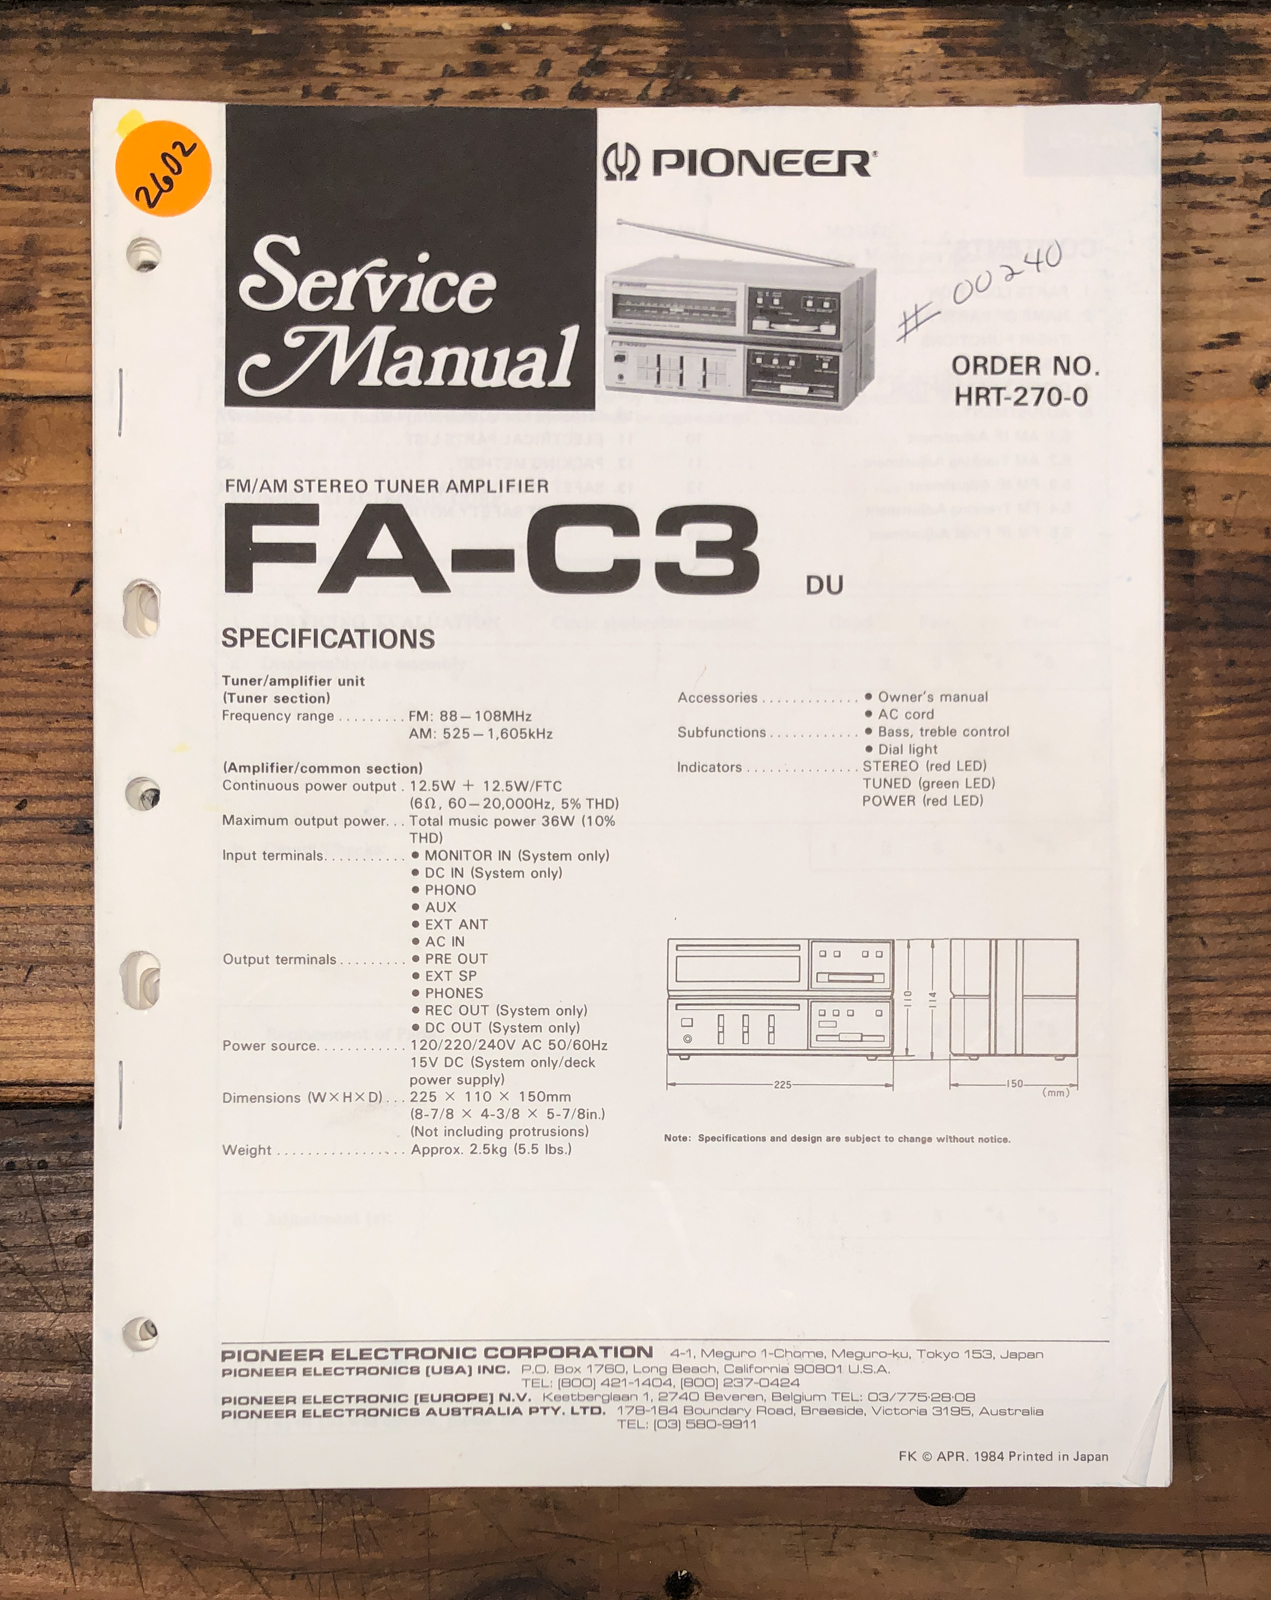 2602
Service
Manual
PIONEER®
# 00240
ORDER NO.
HRT-270-0
FM/AM STEREO TUNER AMPLIFIER
FA-C3 DU
SPECIFICATIONS
Tuner/amplifier unit
(Tuner section)
Frequency range ......... FM: 88–108MHz
AM: 525–1,605kHz
(Amplifier/common section)
Continuous power output . 12.5W + 12.5W/FTC
(6Ω, 60–20,000Hz, 5% THD)
Maximum output power... Total music power 36W (10%
THD)
Input terminals........... ● MONITOR IN (System only)
● DC IN (System only)
● PHONO
● AUX
● EXT ANT
● AC IN
Output terminals......... ● PRE OUT
● EXT SP
● PHONES
● REC OUT (System only)
● DC OUT (System only)
Power source............ 120/220/240V AC 50/60Hz
15V DC (System only/deck
power supply)
Dimensions (W×H×D)... 225 × 110 × 150mm
(8-7/8 × 4-3/8 × 5-7/8in.)
(Not including protrusions)
Weight ................. Approx. 2.5kg (5.5 lbs.)
Accessories ............. ● Owner's manual
● AC cord
Subfunctions............ ● Bass, treble control
● Dial light
Indicators ............... STEREO (red LED)
TUNED (green LED)
POWER (red LED)
110
114
225
150
(mm)
Note: Specifications and design are subject to change without notice.
PIONEER ELECTRONIC CORPORATION 4-1, Meguro 1-Chome, Meguro-ku, Tokyo 153, Japan
PIONEER ELECTRONICS [USA] INC. P.O. Box 1760, Long Beach, California 90801 U.S.A.
TEL: (800) 421-1404, (800) 237-0424
PIONEER ELECTRONIC [EUROPE] N.V. Keetberglaan 1, 2740 Beveren, Belgium TEL: 03/775·28·08
PIONEER ELECTRONICS AUSTRALIA PTY. LTD. 178-184 Boundary Road, Braeside, Victoria 3195, Australia
TEL: (03) 580-9911
FK © APR. 1984 Printed in Japan